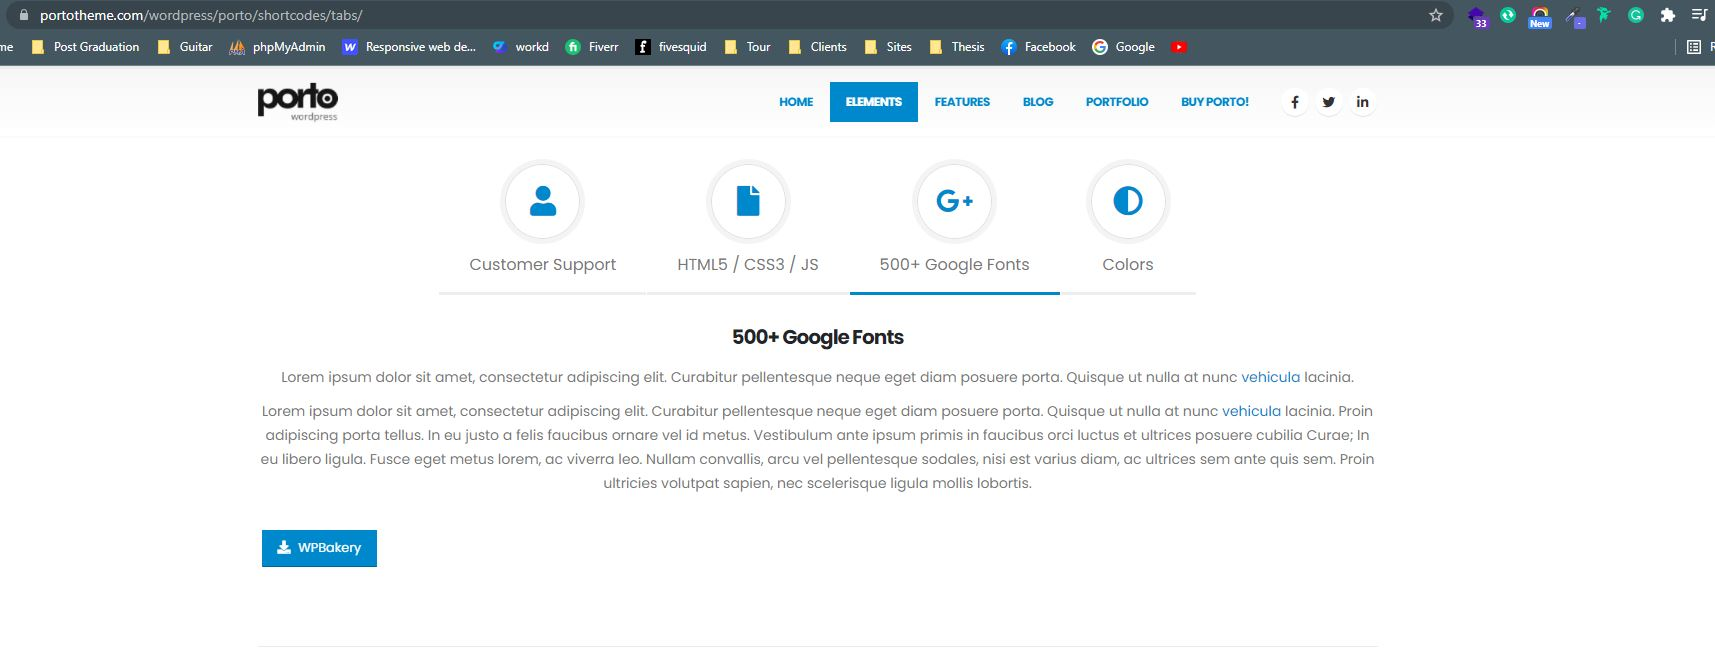 portotheme.com/wordpress/porto/shortcodes/tabs/
33
New
me Post Graduation Guitar phpMyAdmin W Responsive web de... workd fi Fiverr f fivesquid Tour Clients Sites Thesis Facebook Google
porto
wordpress
HOME ELEMENTS FEATURES BLOG PORTFOLIO BUY PORTO!
G+
Customer Support HTML5 / CSS3 / JS 500+ Google Fonts Colors
500+ Google Fonts
Lorem ipsum dolor sit amet, consectetur adipiscing elit. Curabitur pellentesque neque eget diam posuere porta. Quisque ut nulla at nunc vehicula lacinia.
Lorem ipsum dolor sit amet, consectetur adipiscing elit. Curabitur pellentesque neque eget diam posuere porta. Quisque ut nulla at nunc vehicula lacinia. Proin
adipiscing porta tellus. In eu justo a felis faucibus ornare vel id metus. Vestibulum ante ipsum primis in faucibus orci luctus et ultrices posuere cubilia Curae; In
eu libero ligula. Fusce eget metus lorem, ac viverra leo. Nullam convallis, arcu vel pellentesque sodales, nisi est varius diam, ac ultrices sem ante quis sem. Proin
ultricies volutpat sapien, nec scelerisque ligula mollis lobortis.
WPBakery